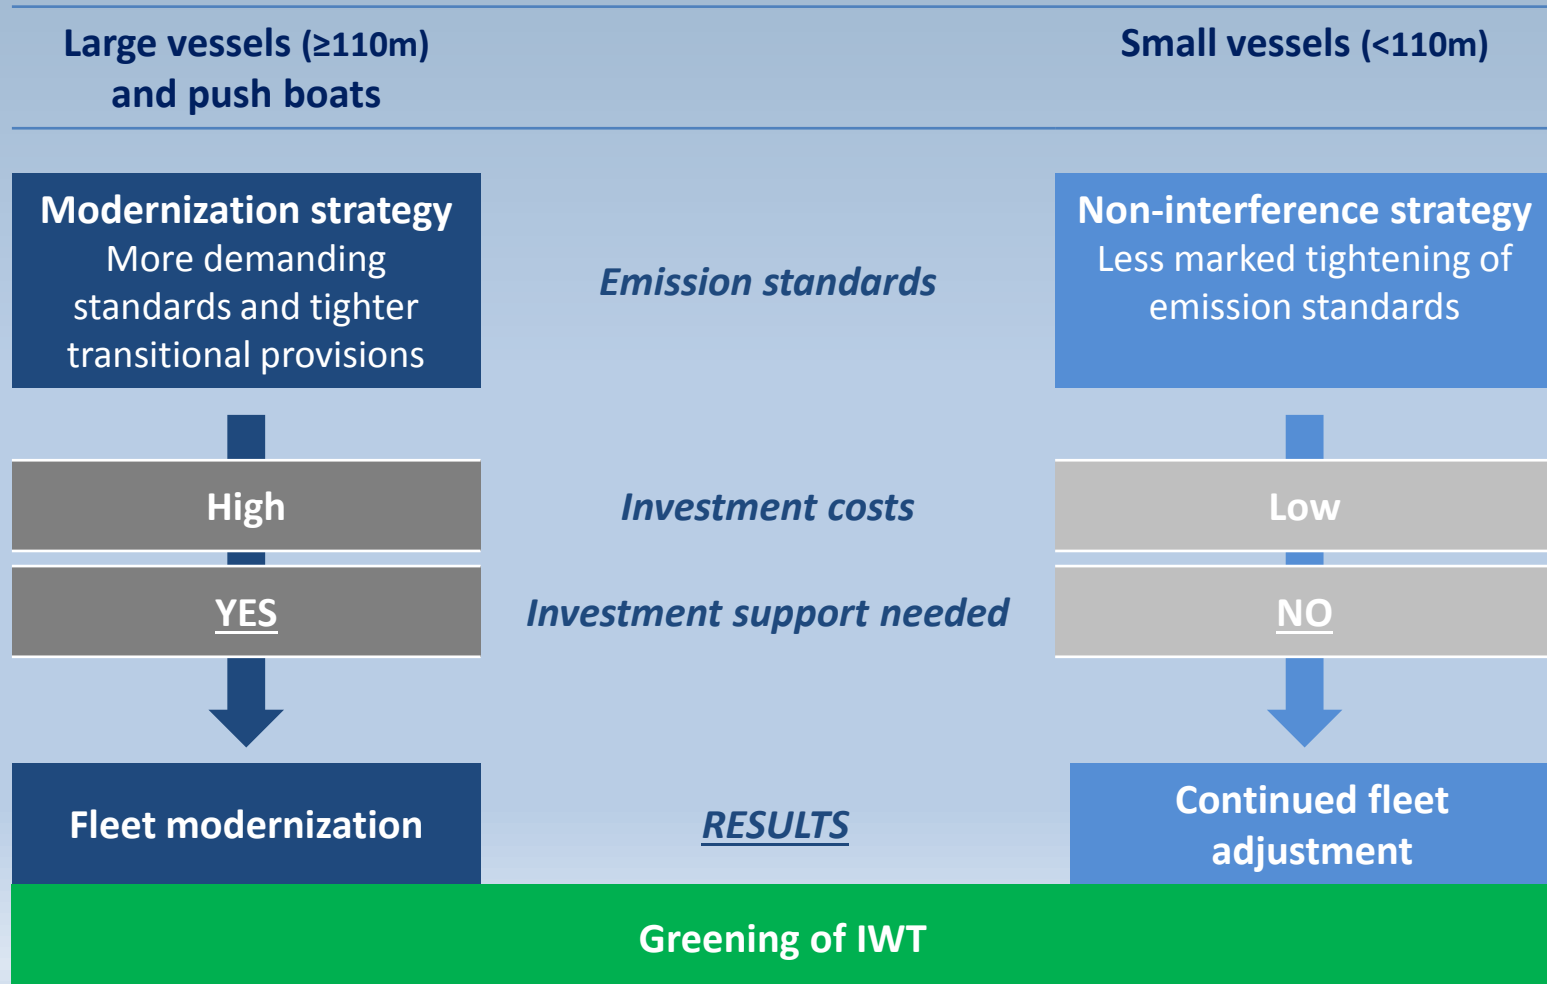 Large vessels (≥110m)
and push boats
Small vessels (<110m)
Modernization strategy
More demanding
standards and tighter
transitional provisions
Emission standards
Non-interference strategy
Less marked tightening of
emission standards
High
Investment costs
Low
YES
Investment support needed
NO
Fleet modernization
RESULTS
Continued fleet
adjustment
Greening of IWT